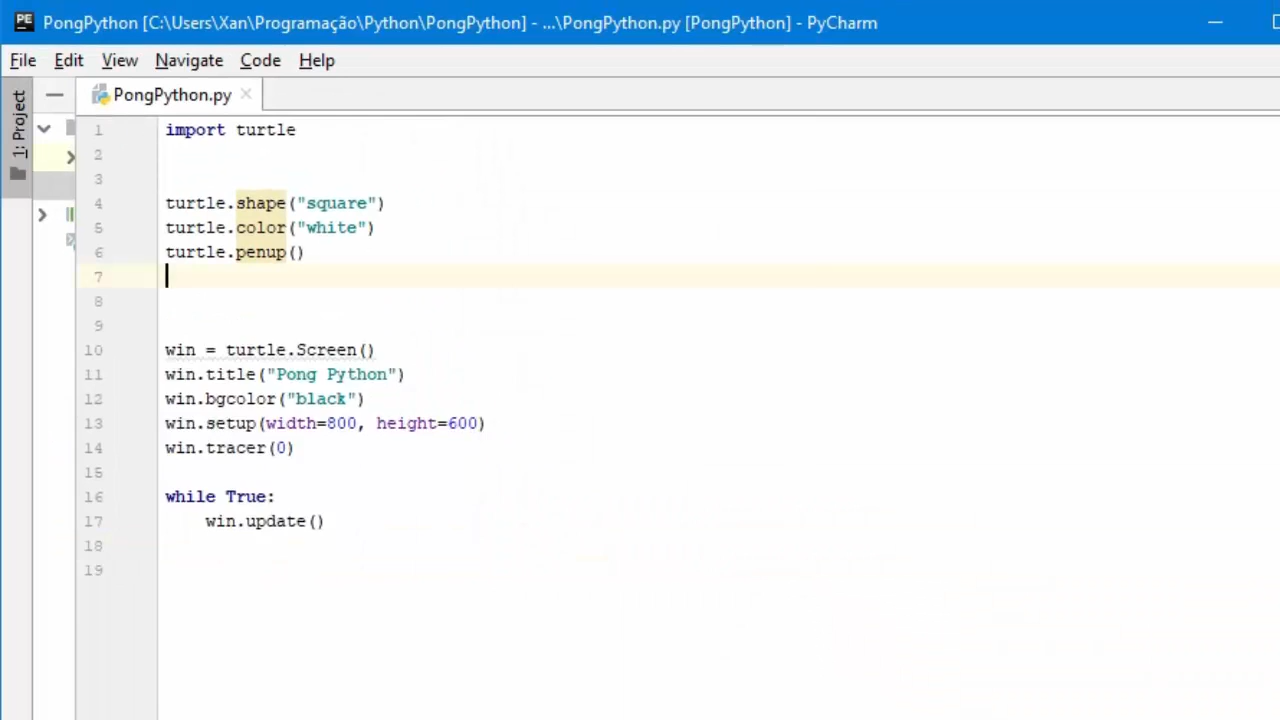 PongPython [C:\Users\Xan\Programação\Python\PongPython] - ...\PongPython.py [PongPython] - PyCharm
File Edit View Navigate Code Help
1: Project
PongPython.py
1 import turtle
2
3
4 turtle.shape("square")
5 turtle.color("white")
6 turtle.penup()
7
8
9
10 win = turtle.Screen()
11 win.title("Pong Python")
12 win.bgcolor("black")
13 win.setup(width=800, height=600)
14 win.tracer(0)
15
16 while True:
17     win.update()
18
19